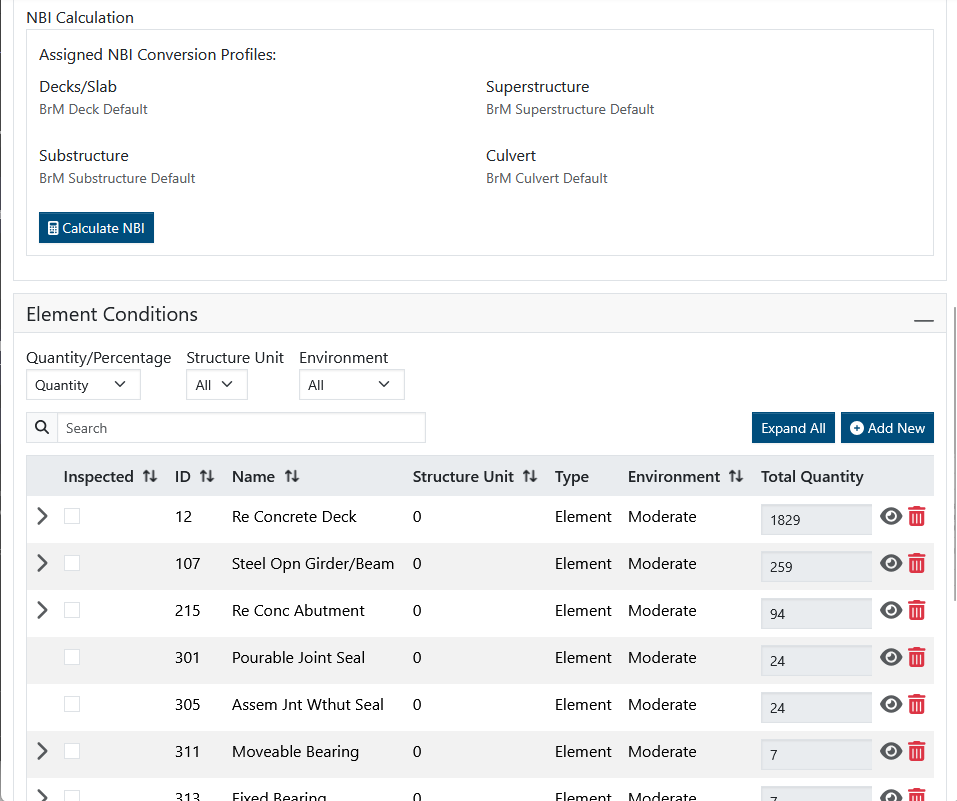 NBI Calculation
Assigned NBI Conversion Profiles:
Decks/Slab Superstructure
BrM Deck Default BrM Superstructure Default
Substructure Culvert
BrM Substructure Default BrM Culvert Default
Calculate NBI
Element Conditions
Quantity/Percentage Structure Unit Environment
Quantity All All
Search Expand All Add New
Inspected ID Name Structure Unit Type Environment Total Quantity
12 Re Concrete Deck 0 Element Moderate 1829
107 Steel Opn Girder/Beam 0 Element Moderate 259
215 Re Conc Abutment 0 Element Moderate 94
301 Pourable Joint Seal 0 Element Moderate 24
305 Assem Jnt Wthut Seal 0 Element Moderate 24
311 Moveable Bearing 0 Element Moderate 7
313 Fixed Bearing 0 Element Moderate 7